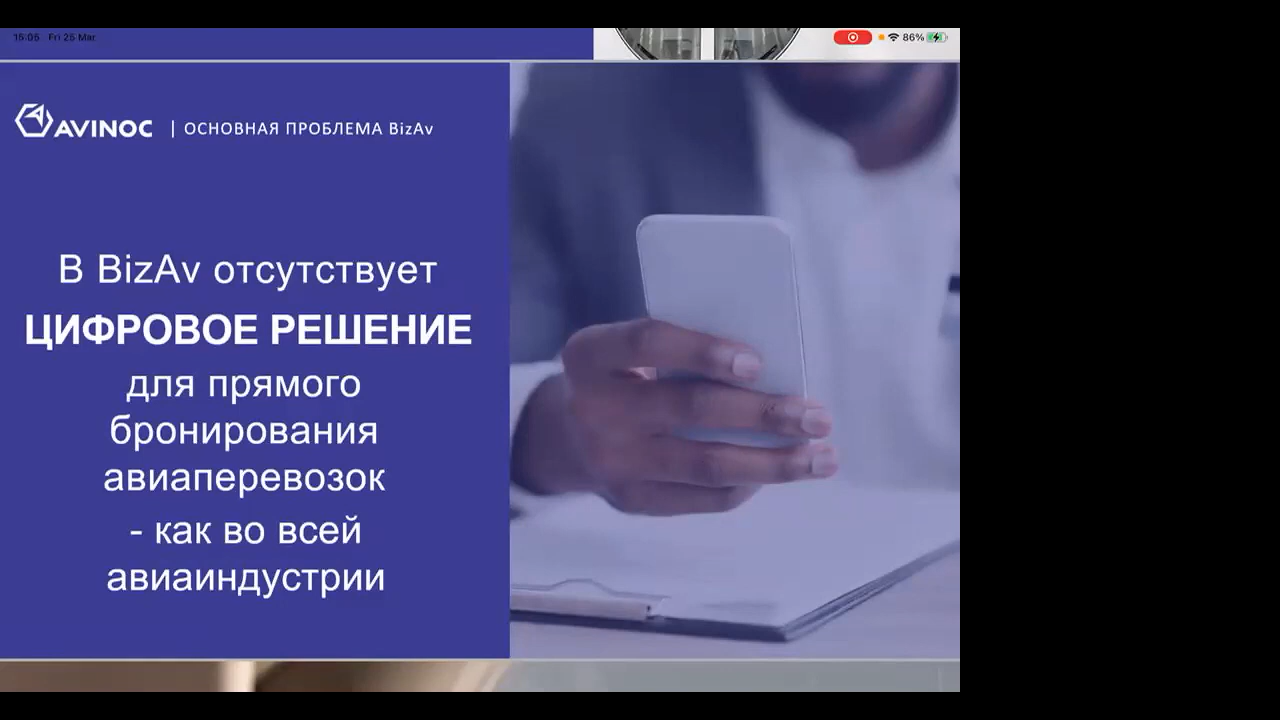 15:05 Fri 25 Mar
86%
AVINOC | ОСНОВНАЯ ПРОБЛЕМА BizAv
В BizAv отсутствует
ЦИФРОВОЕ РЕШЕНИЕ
для прямого
бронирования
авиаперевозок
- как во всей
авиаиндустрии